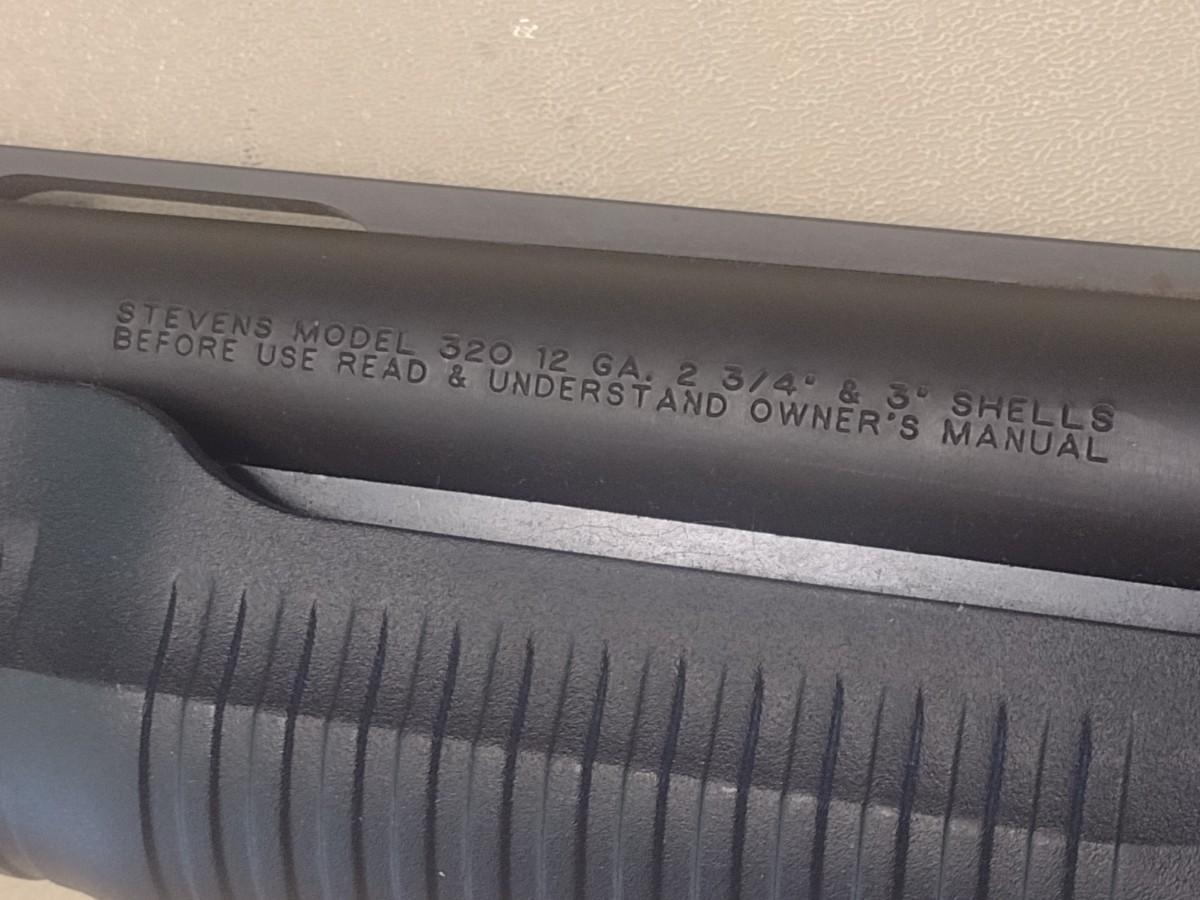 STEVENS MODEL 320 12 GA. 2 3/4" & 3" SHELLS
BEFORE USE READ & UNDERSTAND OWNER'S MANUAL